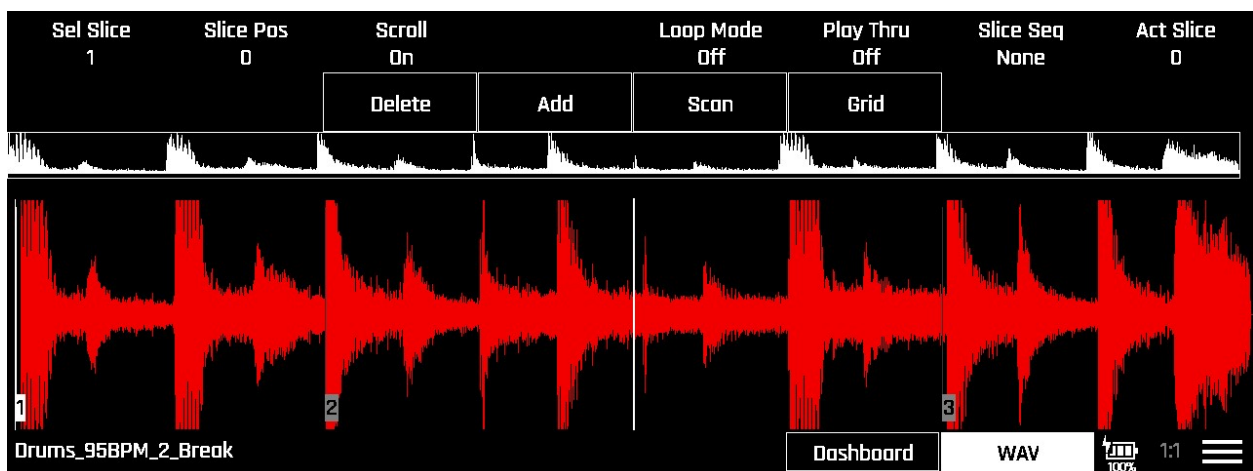 Sel Slice Slice Pos Scroll Loop Mode Play Thru Slice Seq Act Slice
1 0 On Off Off None 0
Delete Add Scan Grid
1 2 3
Drums_95BPM_2_Break Dashboard WAV 1:1
100%